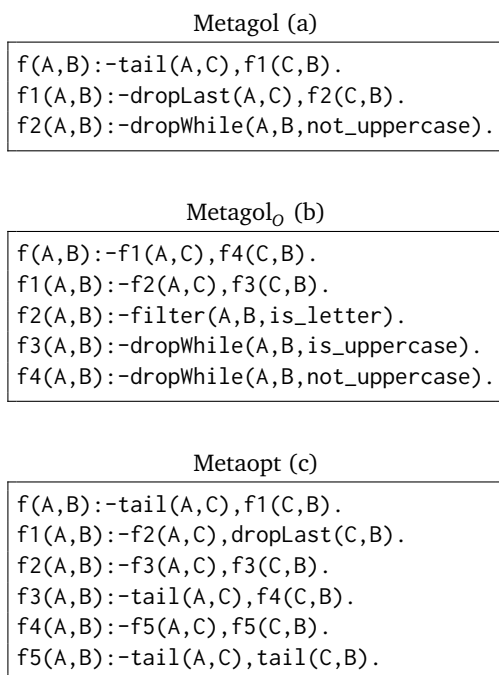 Metagol (a)
f(A,B):-tail(A,C),f1(C,B).
f1(A,B):-dropLast(A,C),f2(C,B).
f2(A,B):-dropWhile(A,B,not_uppercase).
Metagol_O (b)
f(A,B):-f1(A,C),f4(C,B).
f1(A,B):-f2(A,C),f3(C,B).
f2(A,B):-filter(A,B,is_letter).
f3(A,B):-dropWhile(A,B,is_uppercase).
f4(A,B):-dropWhile(A,B,not_uppercase).
Metaopt (c)
f(A,B):-tail(A,C),f1(C,B).
f1(A,B):-f2(A,C),dropLast(C,B).
f2(A,B):-f3(A,C),f3(C,B).
f3(A,B):-tail(A,C),f4(C,B).
f4(A,B):-f5(A,C),f5(C,B).
f5(A,B):-tail(A,C),tail(C,B).